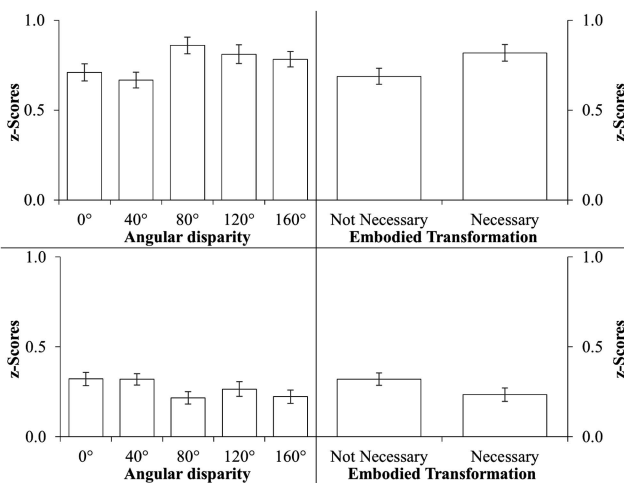 1.0
0.5
0.0
z-Scores
0° 40° 80° 120° 160°
Angular disparity
1.0
0.5
0.0
z-Scores
Not Necessary Necessary
Embodied Transformation
1.0
0.5
0.0
z-Scores
0° 40° 80° 120° 160°
Angular disparity
1.0
0.5
0.0
z-Scores
Not Necessary Necessary
Embodied Transformation